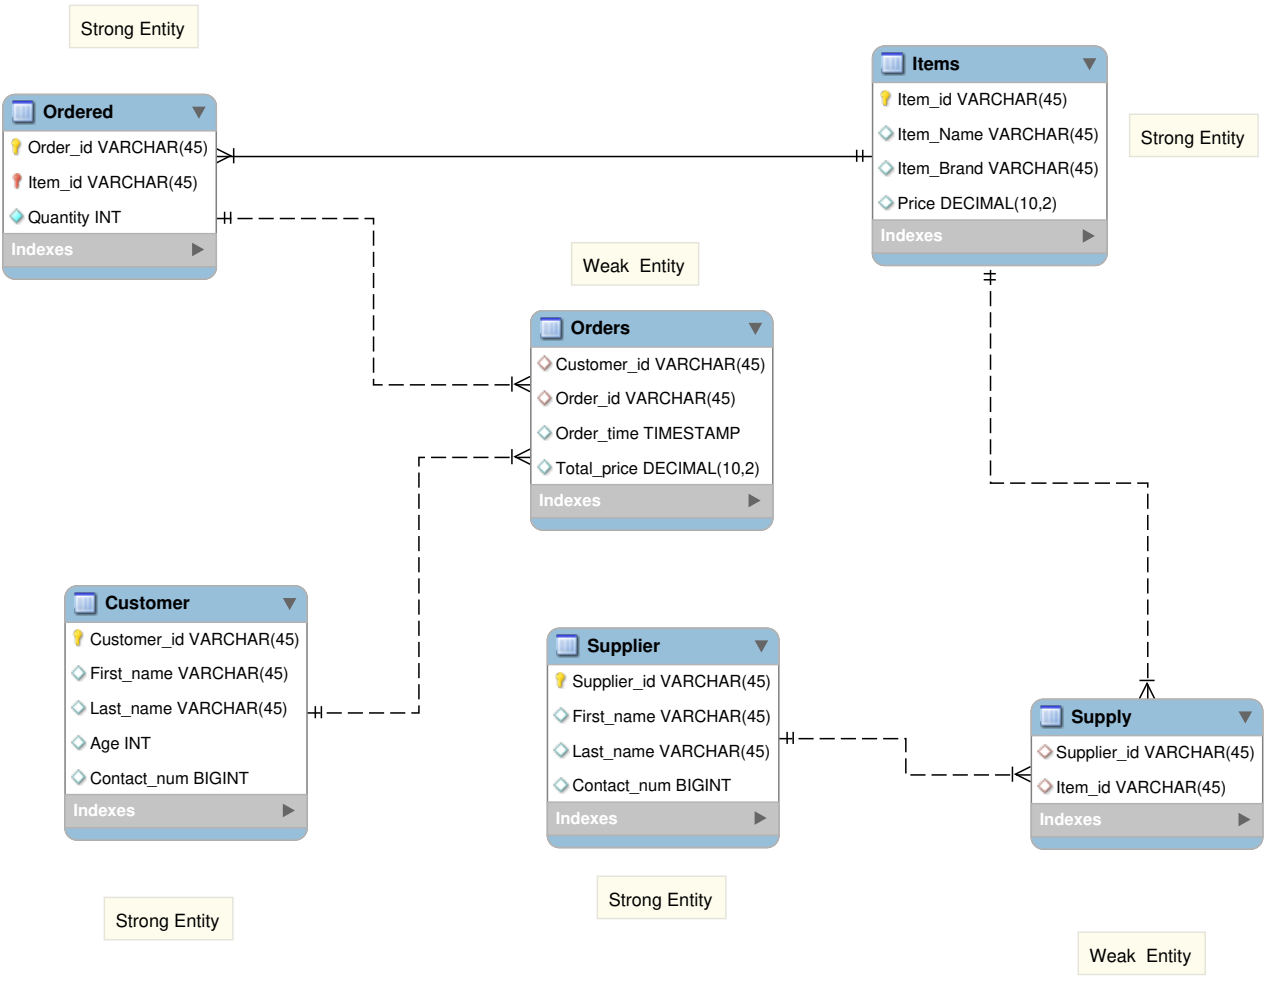 Strong Entity
Ordered
Order_id VARCHAR(45)
Item_id VARCHAR(45)
Quantity INT
Indexes
Items
Item_id VARCHAR(45)
Item_Name VARCHAR(45)
Item_Brand VARCHAR(45)
Price DECIMAL(10,2)
Indexes
Strong Entity
Weak  Entity
Orders
Customer_id VARCHAR(45)
Order_id VARCHAR(45)
Order_time TIMESTAMP
Total_price DECIMAL(10,2)
Indexes
Customer
Customer_id VARCHAR(45)
First_name VARCHAR(45)
Last_name VARCHAR(45)
Age INT
Contact_num BIGINT
Indexes
Strong Entity
Supplier
Supplier_id VARCHAR(45)
First_name VARCHAR(45)
Last_name VARCHAR(45)
Contact_num BIGINT
Indexes
Strong Entity
Supply
Supplier_id VARCHAR(45)
Item_id VARCHAR(45)
Indexes
Weak  Entity